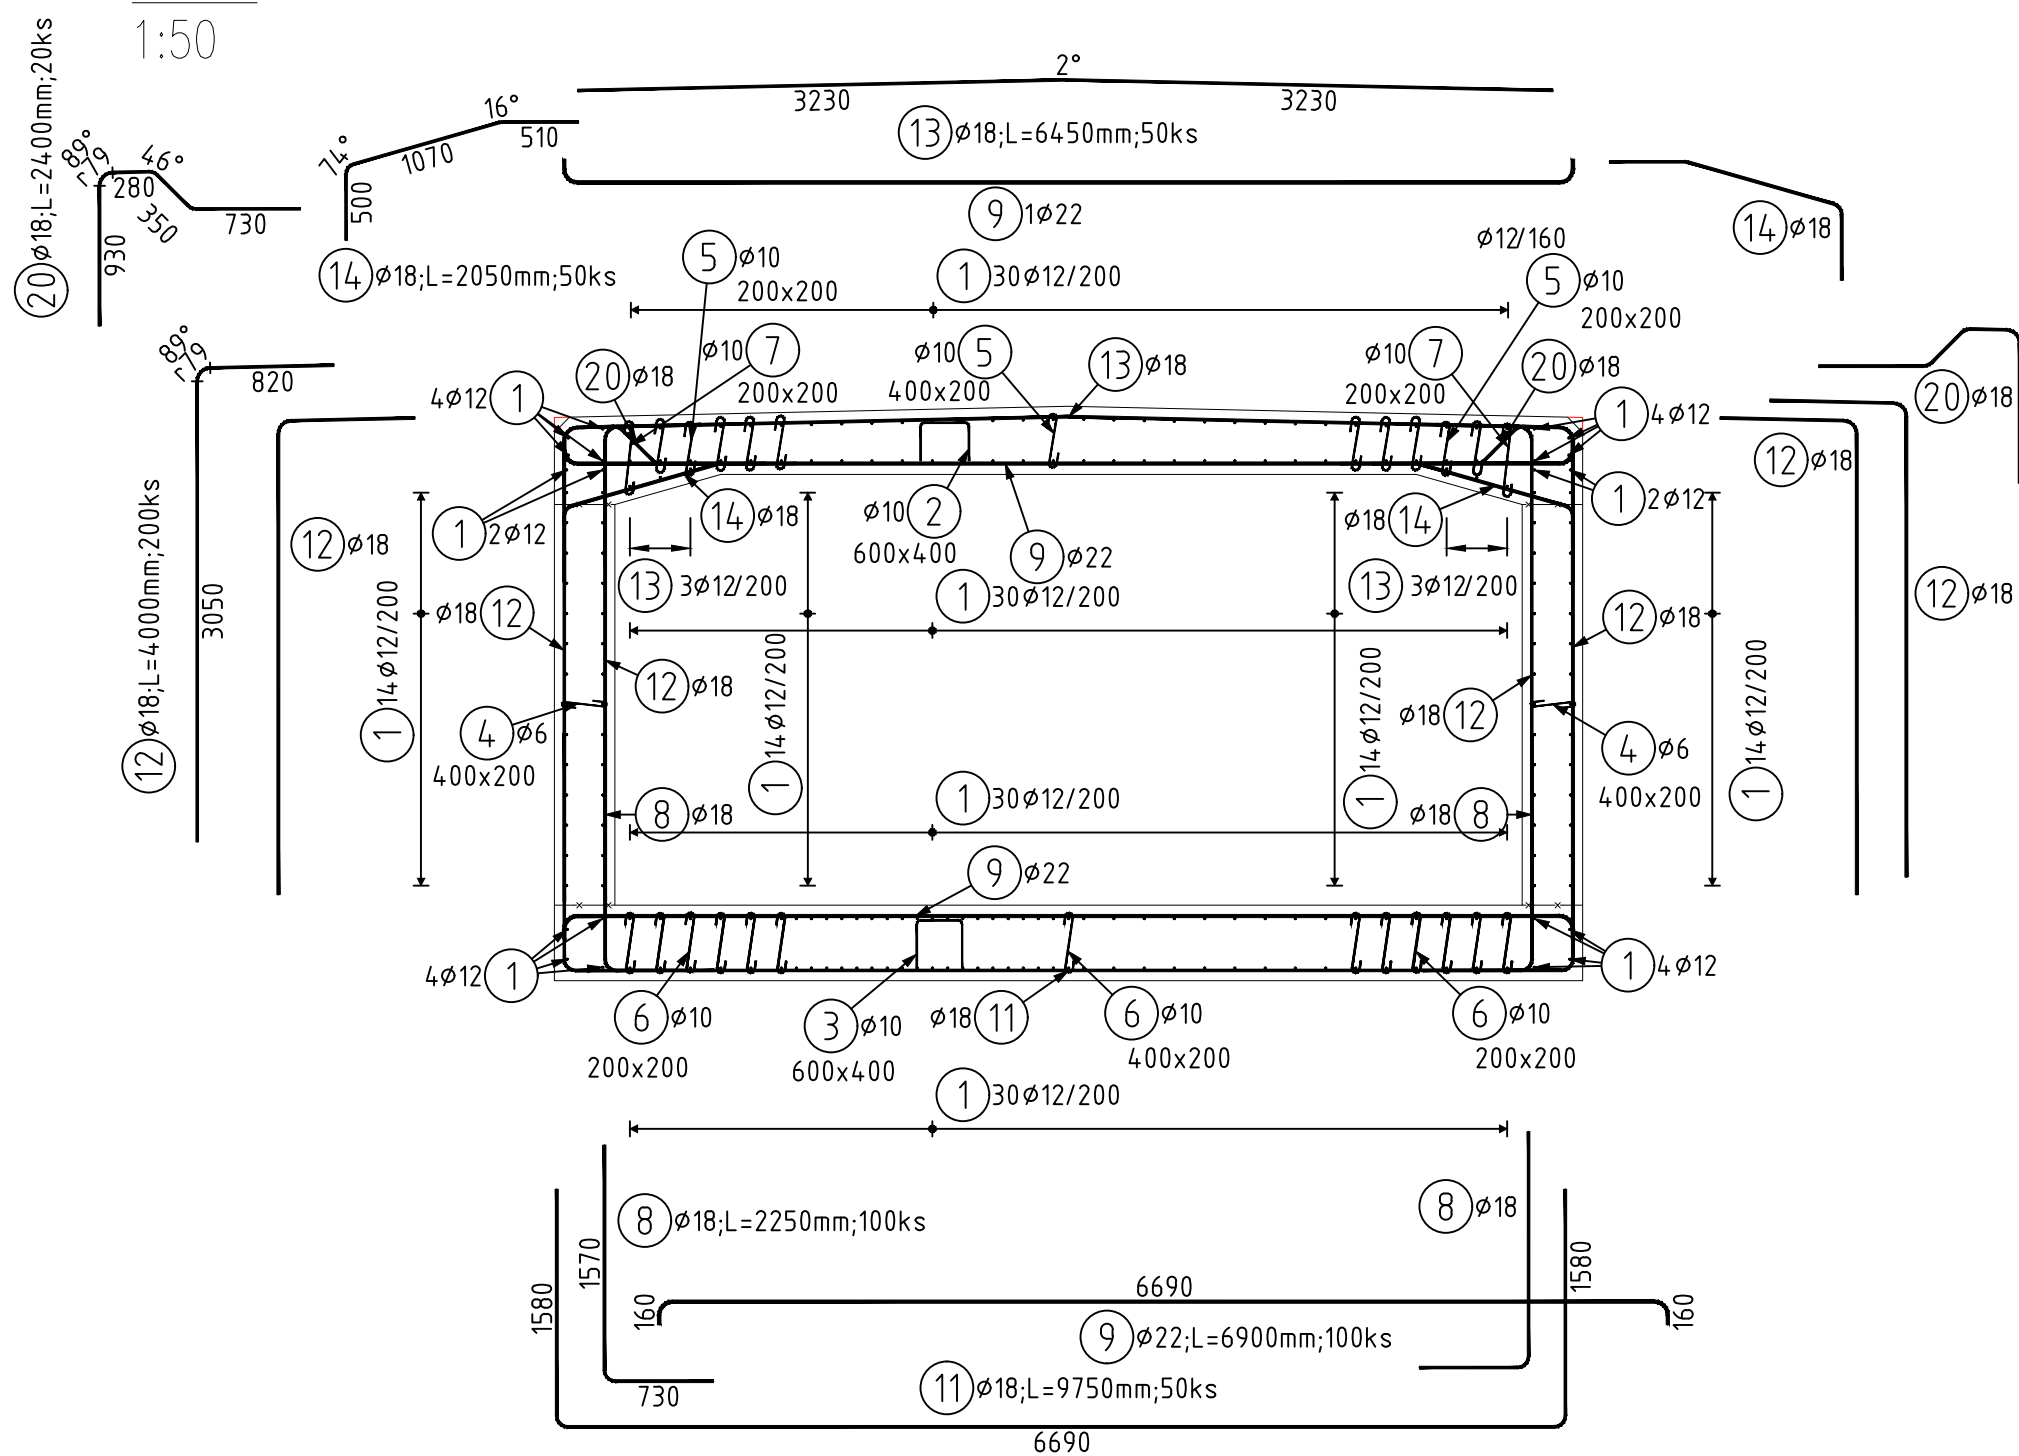 1:50
20 ø18;L=2400mm;20ks
89°
r79
46°
280
350
730
930
74°
16°
510
1070
500
14 ø18;L=2050mm;50ks
2°
3230
3230
13 ø18;L=6450mm;50ks
9 1ø22
14 ø18
5 ø10
200x200
1 30ø12/200
ø12/160
5 ø10
200x200
89°
r79
820
3050
12 ø18;L=4000mm;200ks
12 ø18
4ø12 1
20 ø18
ø10 7
200x200
ø10 5
400x200
13 ø18
ø10 7
200x200
20 ø18
1 4ø12
20 ø18
12 ø18
12 ø18
1 2ø12
14 ø18
ø10 2
600x400
9 ø22
ø18 14
1 2ø12
13 3ø12/200
1 30ø12/200
13 3ø12/200
1 14ø12/200
ø18 12
12 ø18
1 14ø12/200
1 14ø12/200
ø18 12
12 ø18
1 14ø12/200
4 ø6
400x200
4 ø6
400x200
8 ø18
1 30ø12/200
ø18 8
9 ø22
4ø12 1
1 4ø12
6 ø10
200x200
3 ø10
600x400
ø18 11
6 ø10
400x200
6 ø10
200x200
1 30ø12/200
8 ø18;L=2250mm;100ks
8 ø18
1570
1580
1580
160
6690
160
9 ø22;L=6900mm;100ks
730
11 ø18;L=9750mm;50ks
6690